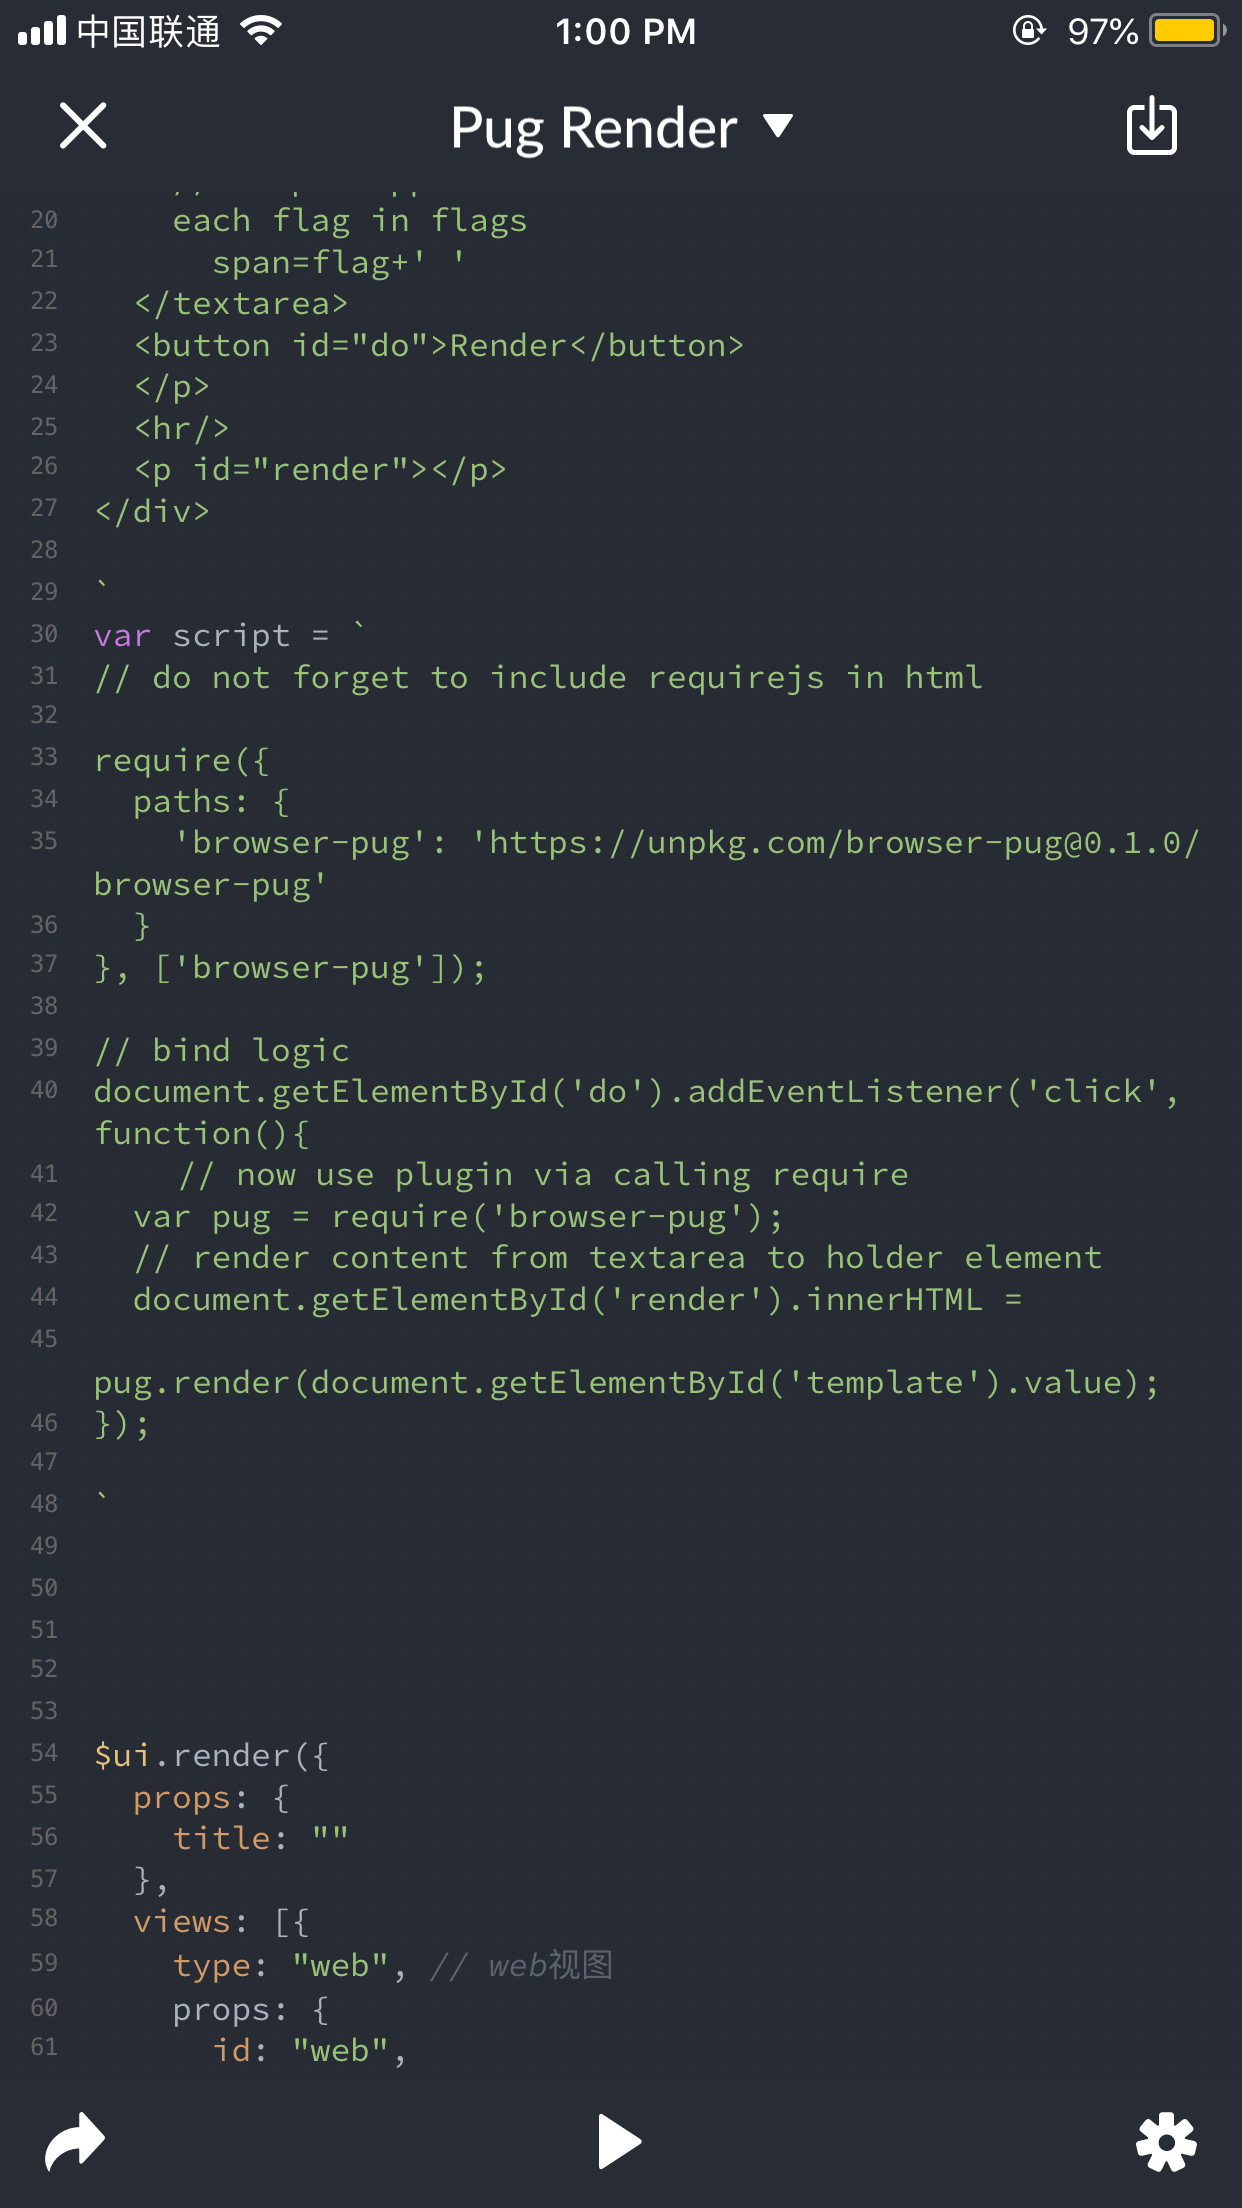 中国联通 1:00 PM 97%
Pug Render
20 each flag in flags
21 span=flag+' '
22 </textarea>
23 <button id="do">Render</button>
24 </p>
25 <hr/>
26 <p id="render"></p>
27 </div>
28
29 `
30 var script = `
31 // do not forget to include requirejs in html
32
33 require({
34 paths: {
35 'browser-pug': 'https://unpkg.com/browser-pug@0.1.0/
browser-pug'
36 }
37 }, ['browser-pug']);
38
39 // bind logic
40 document.getElementById('do').addEventListener('click',
function(){
41 // now use plugin via calling require
42 var pug = require('browser-pug');
43 // render content from textarea to holder element
44 document.getElementById('render').innerHTML =
45
pug.render(document.getElementById('template').value);
46 });
47
48 `
49
50
51
52
53
54 $ui.render({
55 props: {
56 title: ""
57 },
58 views: [{
59 type: "web", // web视图
60 props: {
61 id: "web",